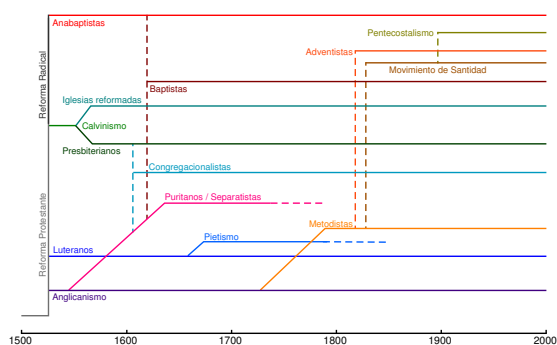 Anabaptistas
Pentecostalismo
Adventistas
Movimiento de Santidad
Baptistas
Iglesias reformadas
Calvinismo
Presbiterianos
Congregacionalistas
Puritanos / Separatistas
Metodistas
Pietismo
Luteranos
Anglicanismo
Reforma Radical
Reforma Protestante
1500 1600 1700 1800 1900 2000